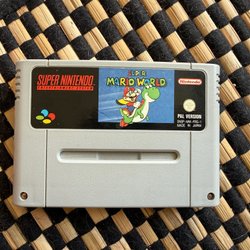 SUPER NINTENDO
ENTERTAINMENT SYSTEM
SUPER
MARIO WORLD
Nintendo
PAL VERSION
MADE IN JAPAN